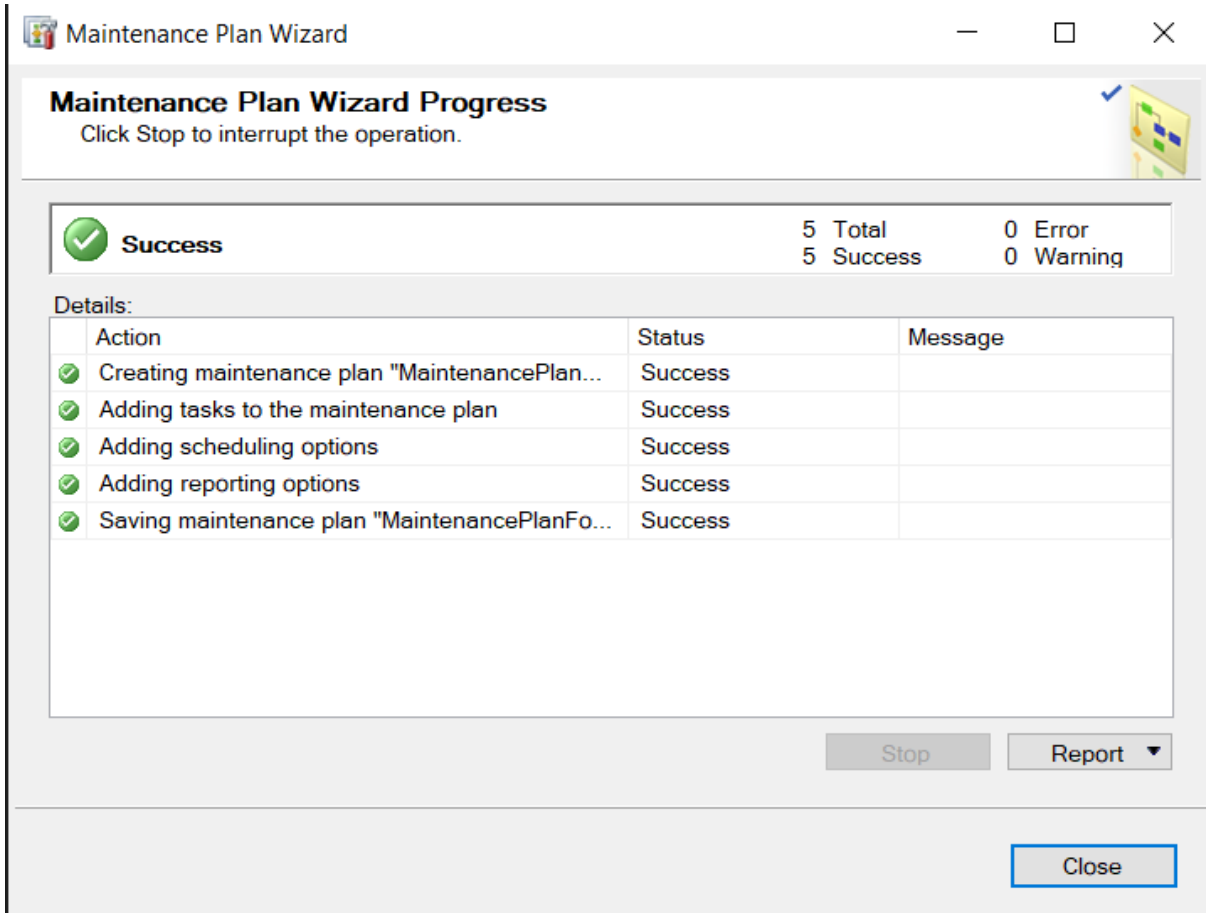 Maintenance Plan Wizard
Maintenance Plan Wizard Progress
Click Stop to interrupt the operation.
Success
5 Total 0 Error
5 Success 0 Warning
Details:
Action Status Message
Creating maintenance plan "MaintenancePlan... Success
Adding tasks to the maintenance plan Success
Adding scheduling options Success
Adding reporting options Success
Saving maintenance plan "MaintenancePlanFo... Success
Stop Report
Close